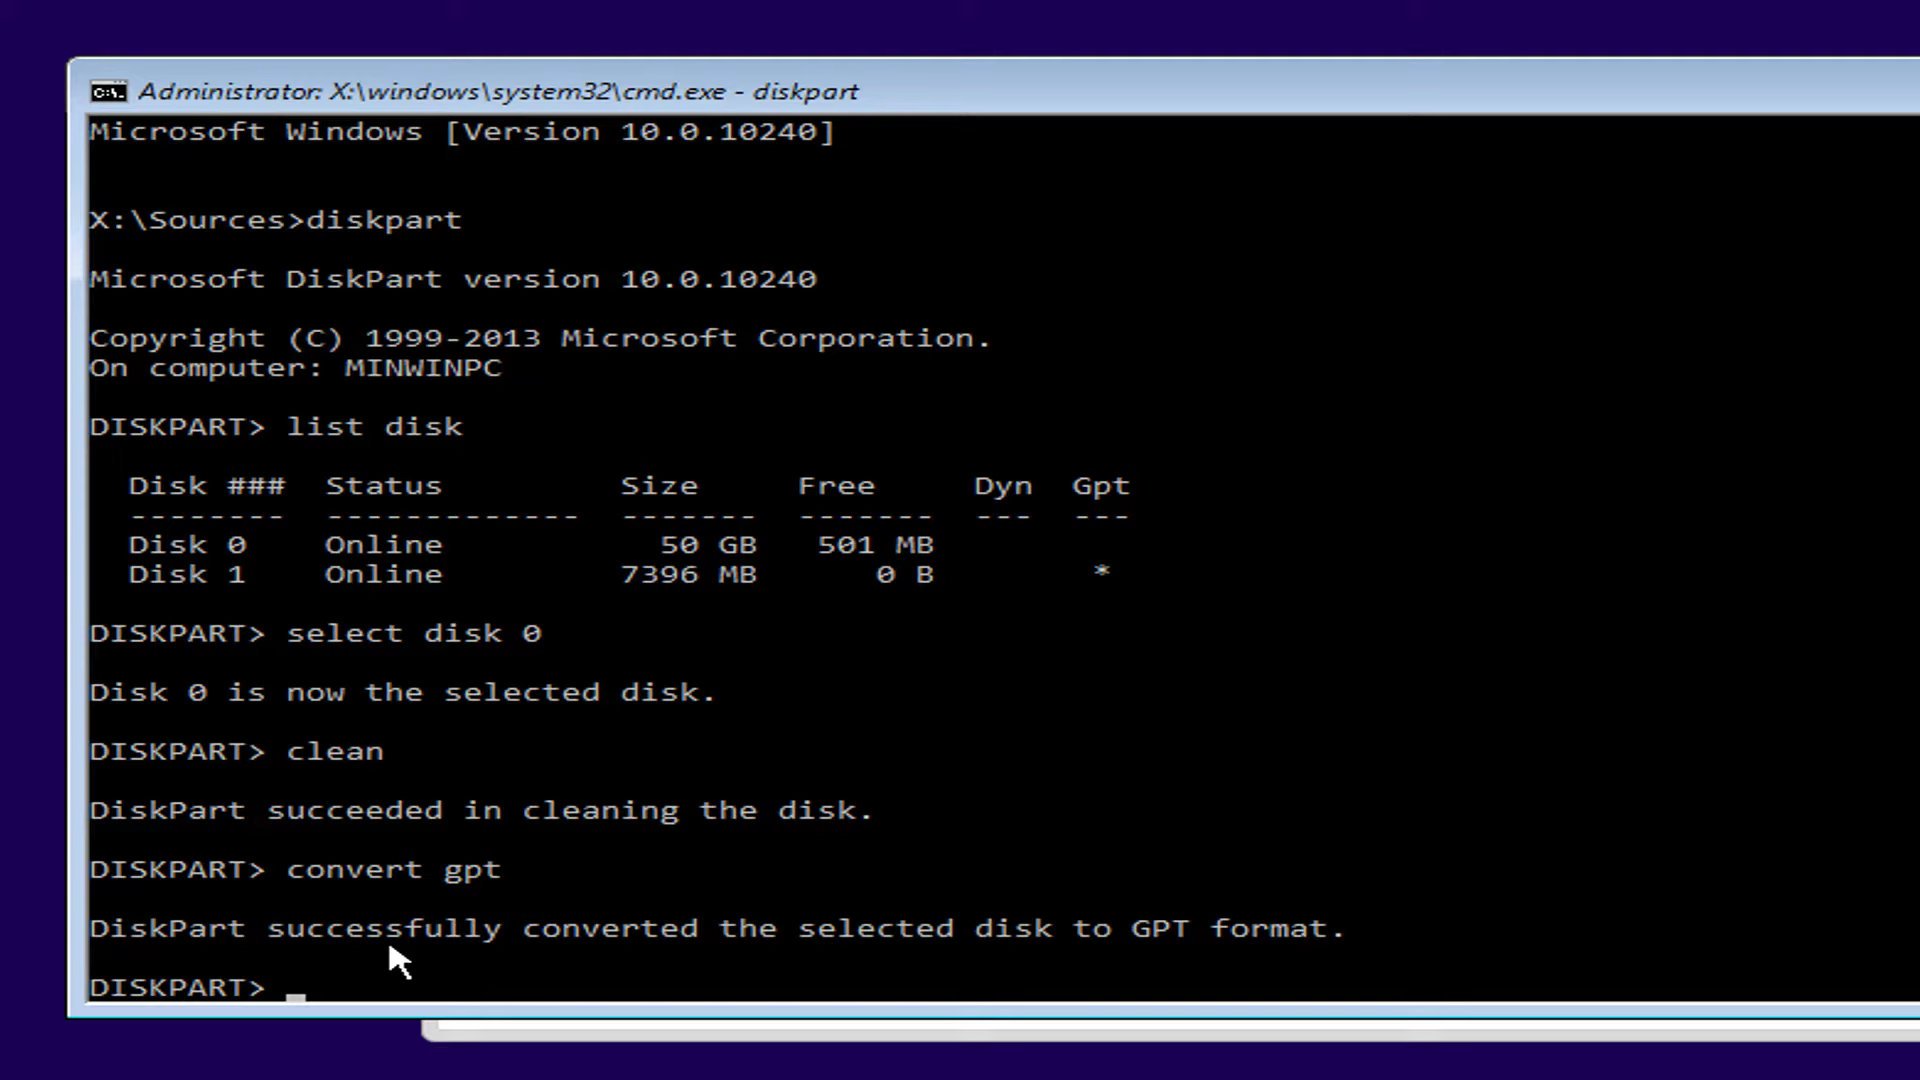 Administrator: X:\windows\system32\cmd.exe - diskpart
Microsoft Windows [Version 10.0.10240]
X:\Sources>diskpart
Microsoft DiskPart version 10.0.10240
Copyright (C) 1999-2013 Microsoft Corporation.
On computer: MINWINPC
DISKPART> list disk
Disk ###  Status         Size     Free     Dyn  Gpt
--------  -------------  -------  -------  ---  ---
Disk 0    Online           50 GB   501 MB
Disk 1    Online         7396 MB      0 B        *
DISKPART> select disk 0
Disk 0 is now the selected disk.
DISKPART> clean
DiskPart succeeded in cleaning the disk.
DISKPART> convert gpt
DiskPart successfully converted the selected disk to GPT format.
DISKPART>